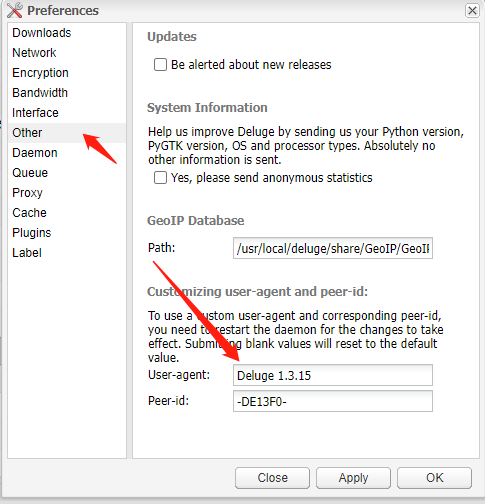 Preferences
Downloads
Network
Encryption
Bandwidth
Interface
Other
Daemon
Queue
Proxy
Cache
Plugins
Label
Updates
Be alerted about new releases
System Information
Help us improve Deluge by sending us your Python version,
PyGTK version, OS and processor types. Absolutely no
other information is sent.
Yes, please send anonymous statistics
GeoIP Database
Path:
/usr/local/deluge/share/GeoIP/GeoIP
Customizing user-agent and peer-id:
To use a custom user-agent and corresponding peer-id,
you need to restart the daemon for the changes to take
effect. Submitting blank values will reset to the default
value.
User-agent:
Deluge 1.3.15
Peer-id:
-DE13F0-
Close
Apply
OK